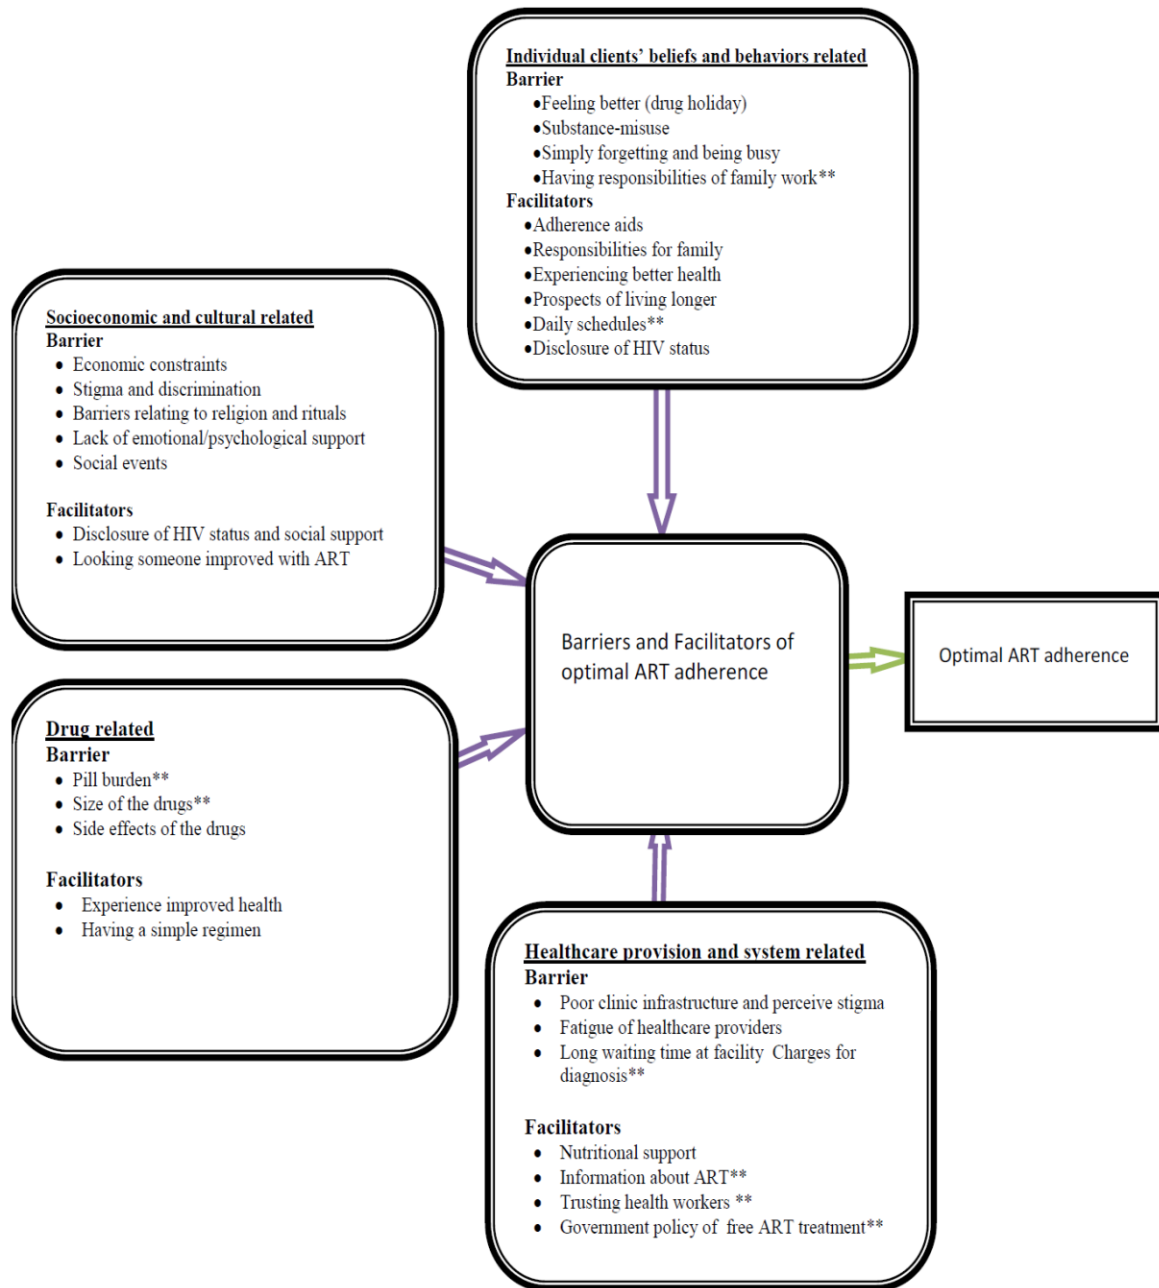 Individual clients’ beliefs and behaviors related
Barrier
●Feeling better (drug holiday)
●Substance-misuse
●Simply forgetting and being busy
●Having responsibilities of family work**
Facilitators
●Adherence aids
●Responsibilities for family
●Experiencing better health
●Prospects of living longer
●Daily schedules**
●Disclosure of HIV status
Socioeconomic and cultural related
Barrier
● Economic constraints
● Stigma and discrimination
● Barriers relating to religion and rituals
● Lack of emotional/psychological support
● Social events
Facilitators
● Disclosure of HIV status and social support
● Looking someone improved with ART
Barriers and Facilitators of
optimal ART adherence
Optimal ART adherence
Drug related
Barrier
● Pill burden**
● Size of the drugs**
● Side effects of the drugs
Facilitators
● Experience improved health
● Having a simple regimen
Healthcare provision and system related
Barrier
● Poor clinic infrastructure and perceive stigma
● Fatigue of healthcare providers
● Long waiting time at facility  Charges for
diagnosis**
Facilitators
● Nutritional support
● Information about ART**
● Trusting health workers **
● Government policy of  free ART treatment**